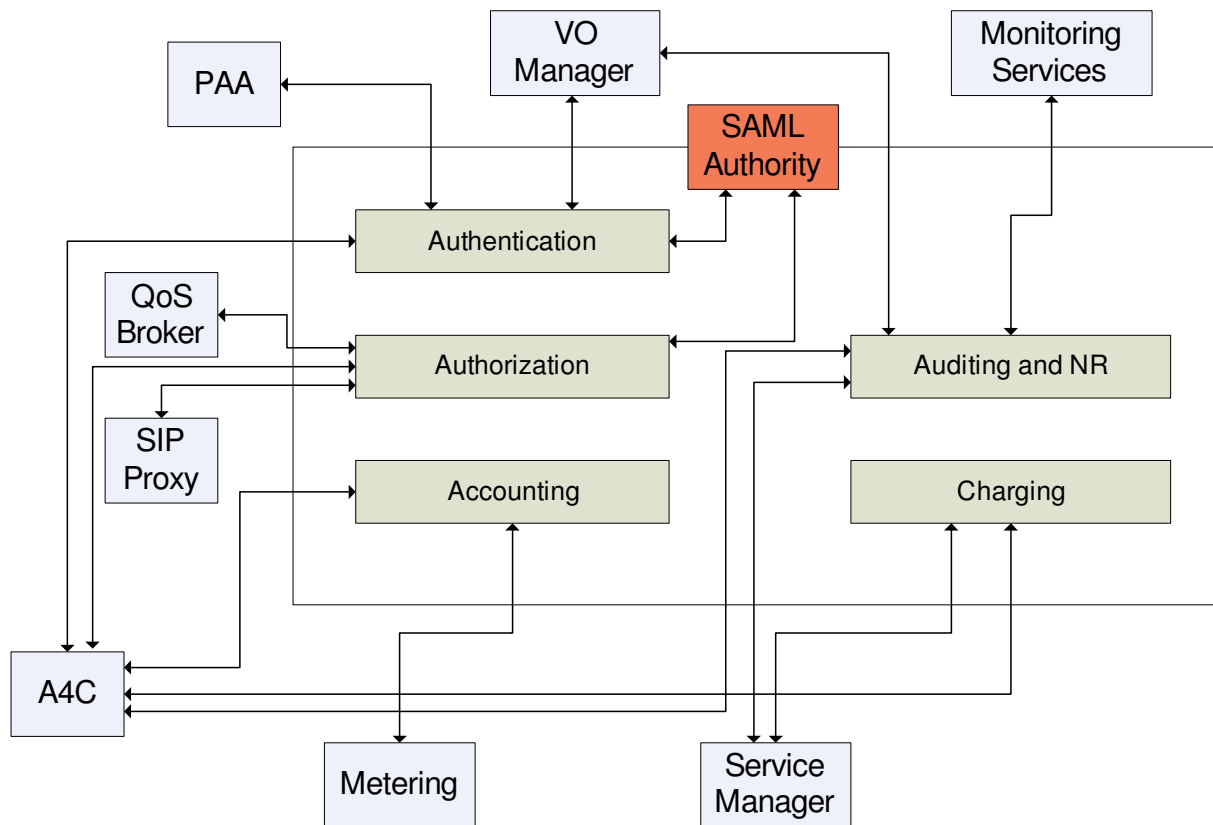 VO
Manager
Monitoring
Services
PAA
SAML
Authority
Authentication
QoS
Broker
Authorization
Auditing and NR
SIP
Proxy
Accounting
Charging
A4C
Metering
Service
Manager